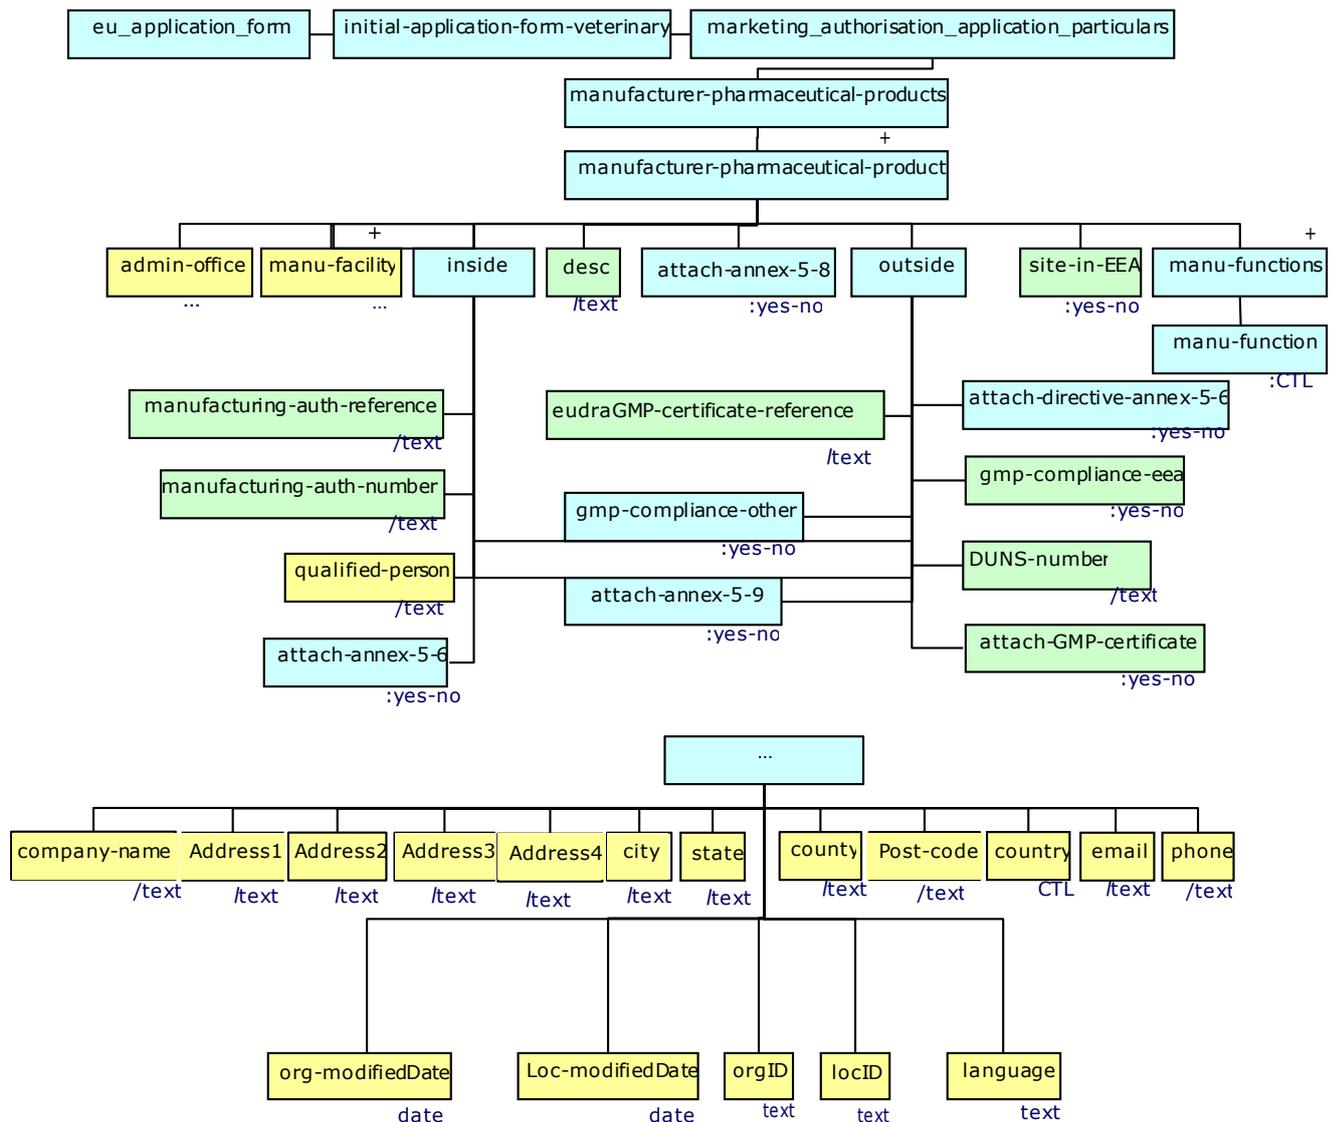 eu_application_form
initial-application-form-veterinary
marketing_authorisation_application_particulars
manufacturer-pharmaceutical-products
+
manufacturer-pharmaceutical-product
+
+
admin-office
manu-facility
inside
desc
attach-annex-5-8
outside
site-in-EEA
manu-functions
...
...
/text
:yes-no
:yes-no
manu-function
:CTL
manufacturing-auth-reference
/text
eudraGMP-certificate-reference
/text
attach-directive-annex-5-6
:yes-no
manufacturing-auth-number
/text
gmp-compliance-other
:yes-no
gmp-compliance-eea
:yes-no
qualified-person
/text
attach-annex-5-9
:yes-no
DUNS-number
/text
attach-annex-5-6
:yes-no
attach-GMP-certificate
:yes-no
...
company-name
Address1
Address2
Address3
Address4
city
state
county
Post-code
country
email
phone
/text
/text
/text
/text
/text
/text
/text
/text
/text
CTL
/text
/text
org-modifiedDate
Loc-modifiedDate
orgID
locID
language
date
date
text
text
text